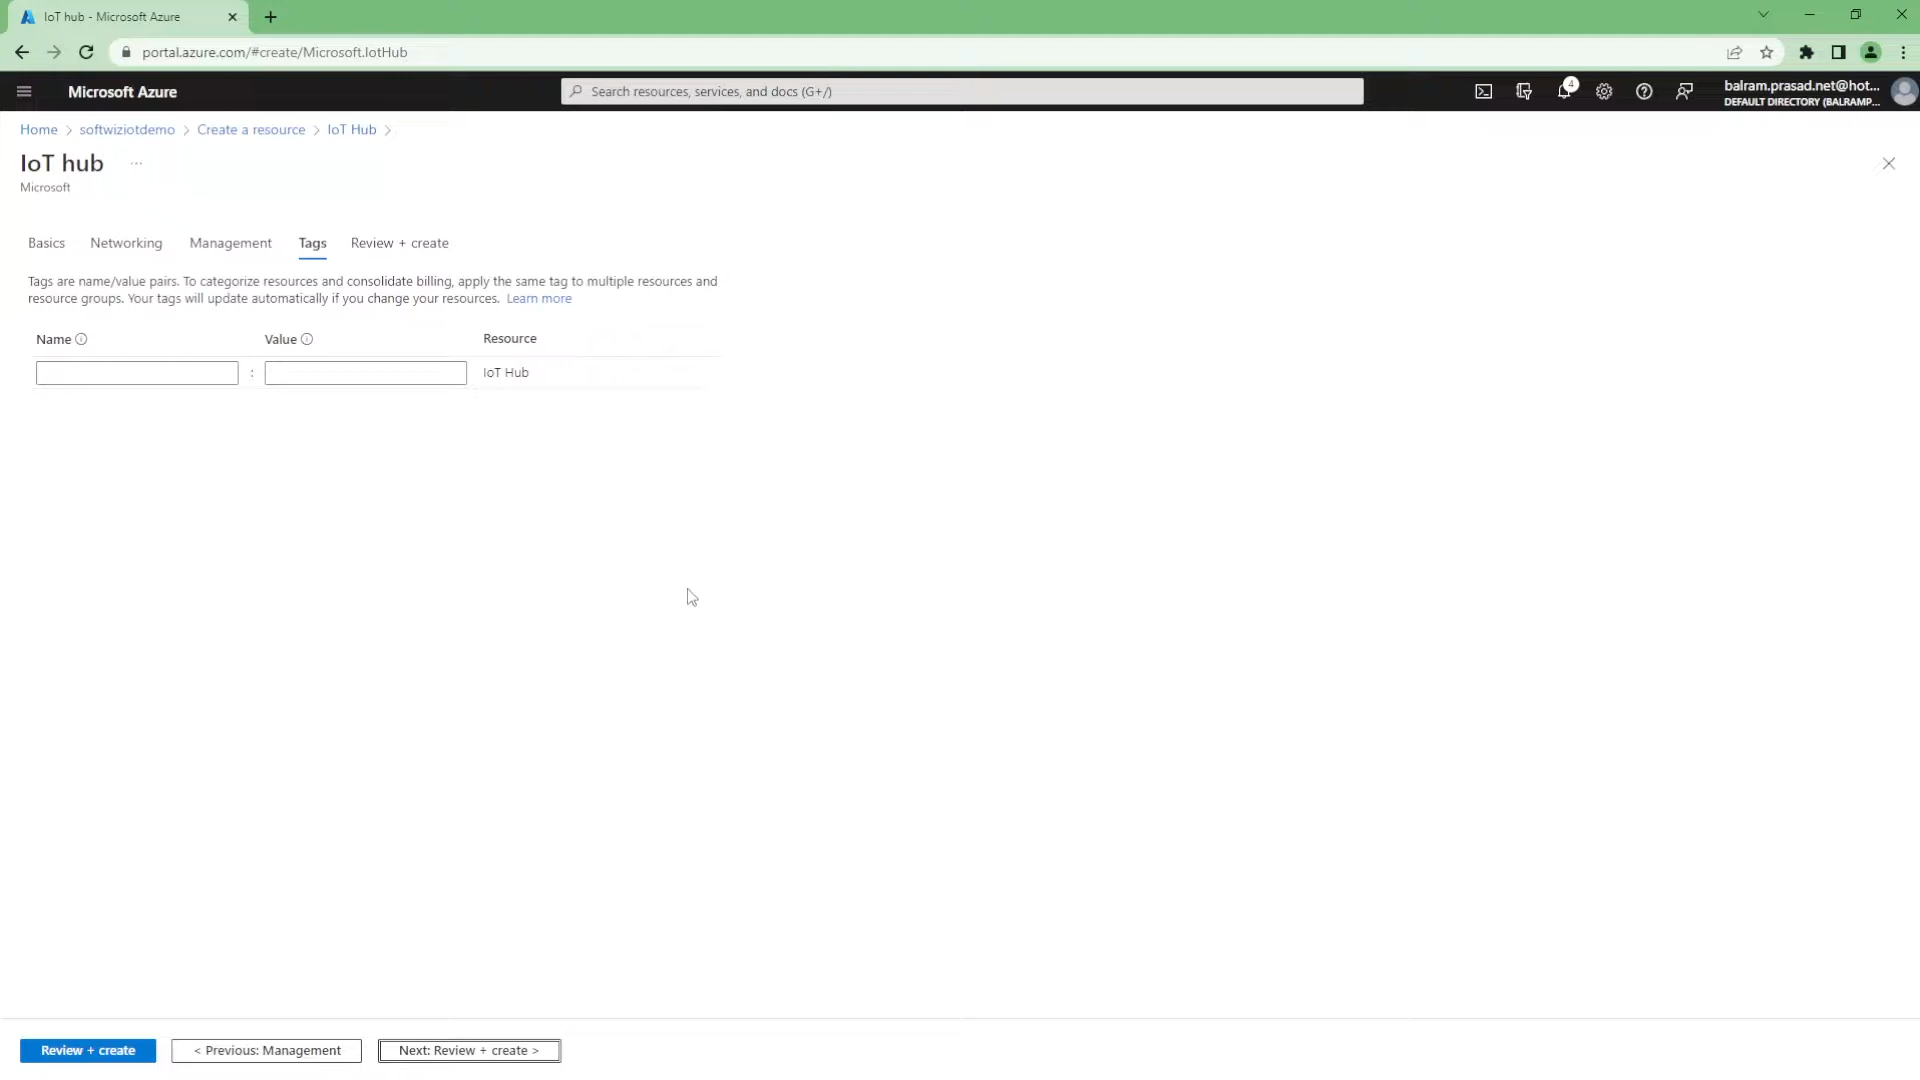 IoT hub - Microsoft Azure
portal.azure.com/#create/Microsoft.IotHub
Microsoft Azure
Search resources, services, and docs (G+/)
4
balram.prasad.net@hot...
DEFAULT DIRECTORY (BALRAMP...
Home > softwiziotdemo > Create a resource > IoT Hub >
IoT hub ...
Microsoft
Basics Networking Management Tags Review + create
Tags are name/value pairs. To categorize resources and consolidate billing, apply the same tag to multiple resources and
resource groups. Your tags will update automatically if you change your resources. Learn more
Name Value Resource
: IoT Hub
Review + create < Previous: Management Next: Review + create >